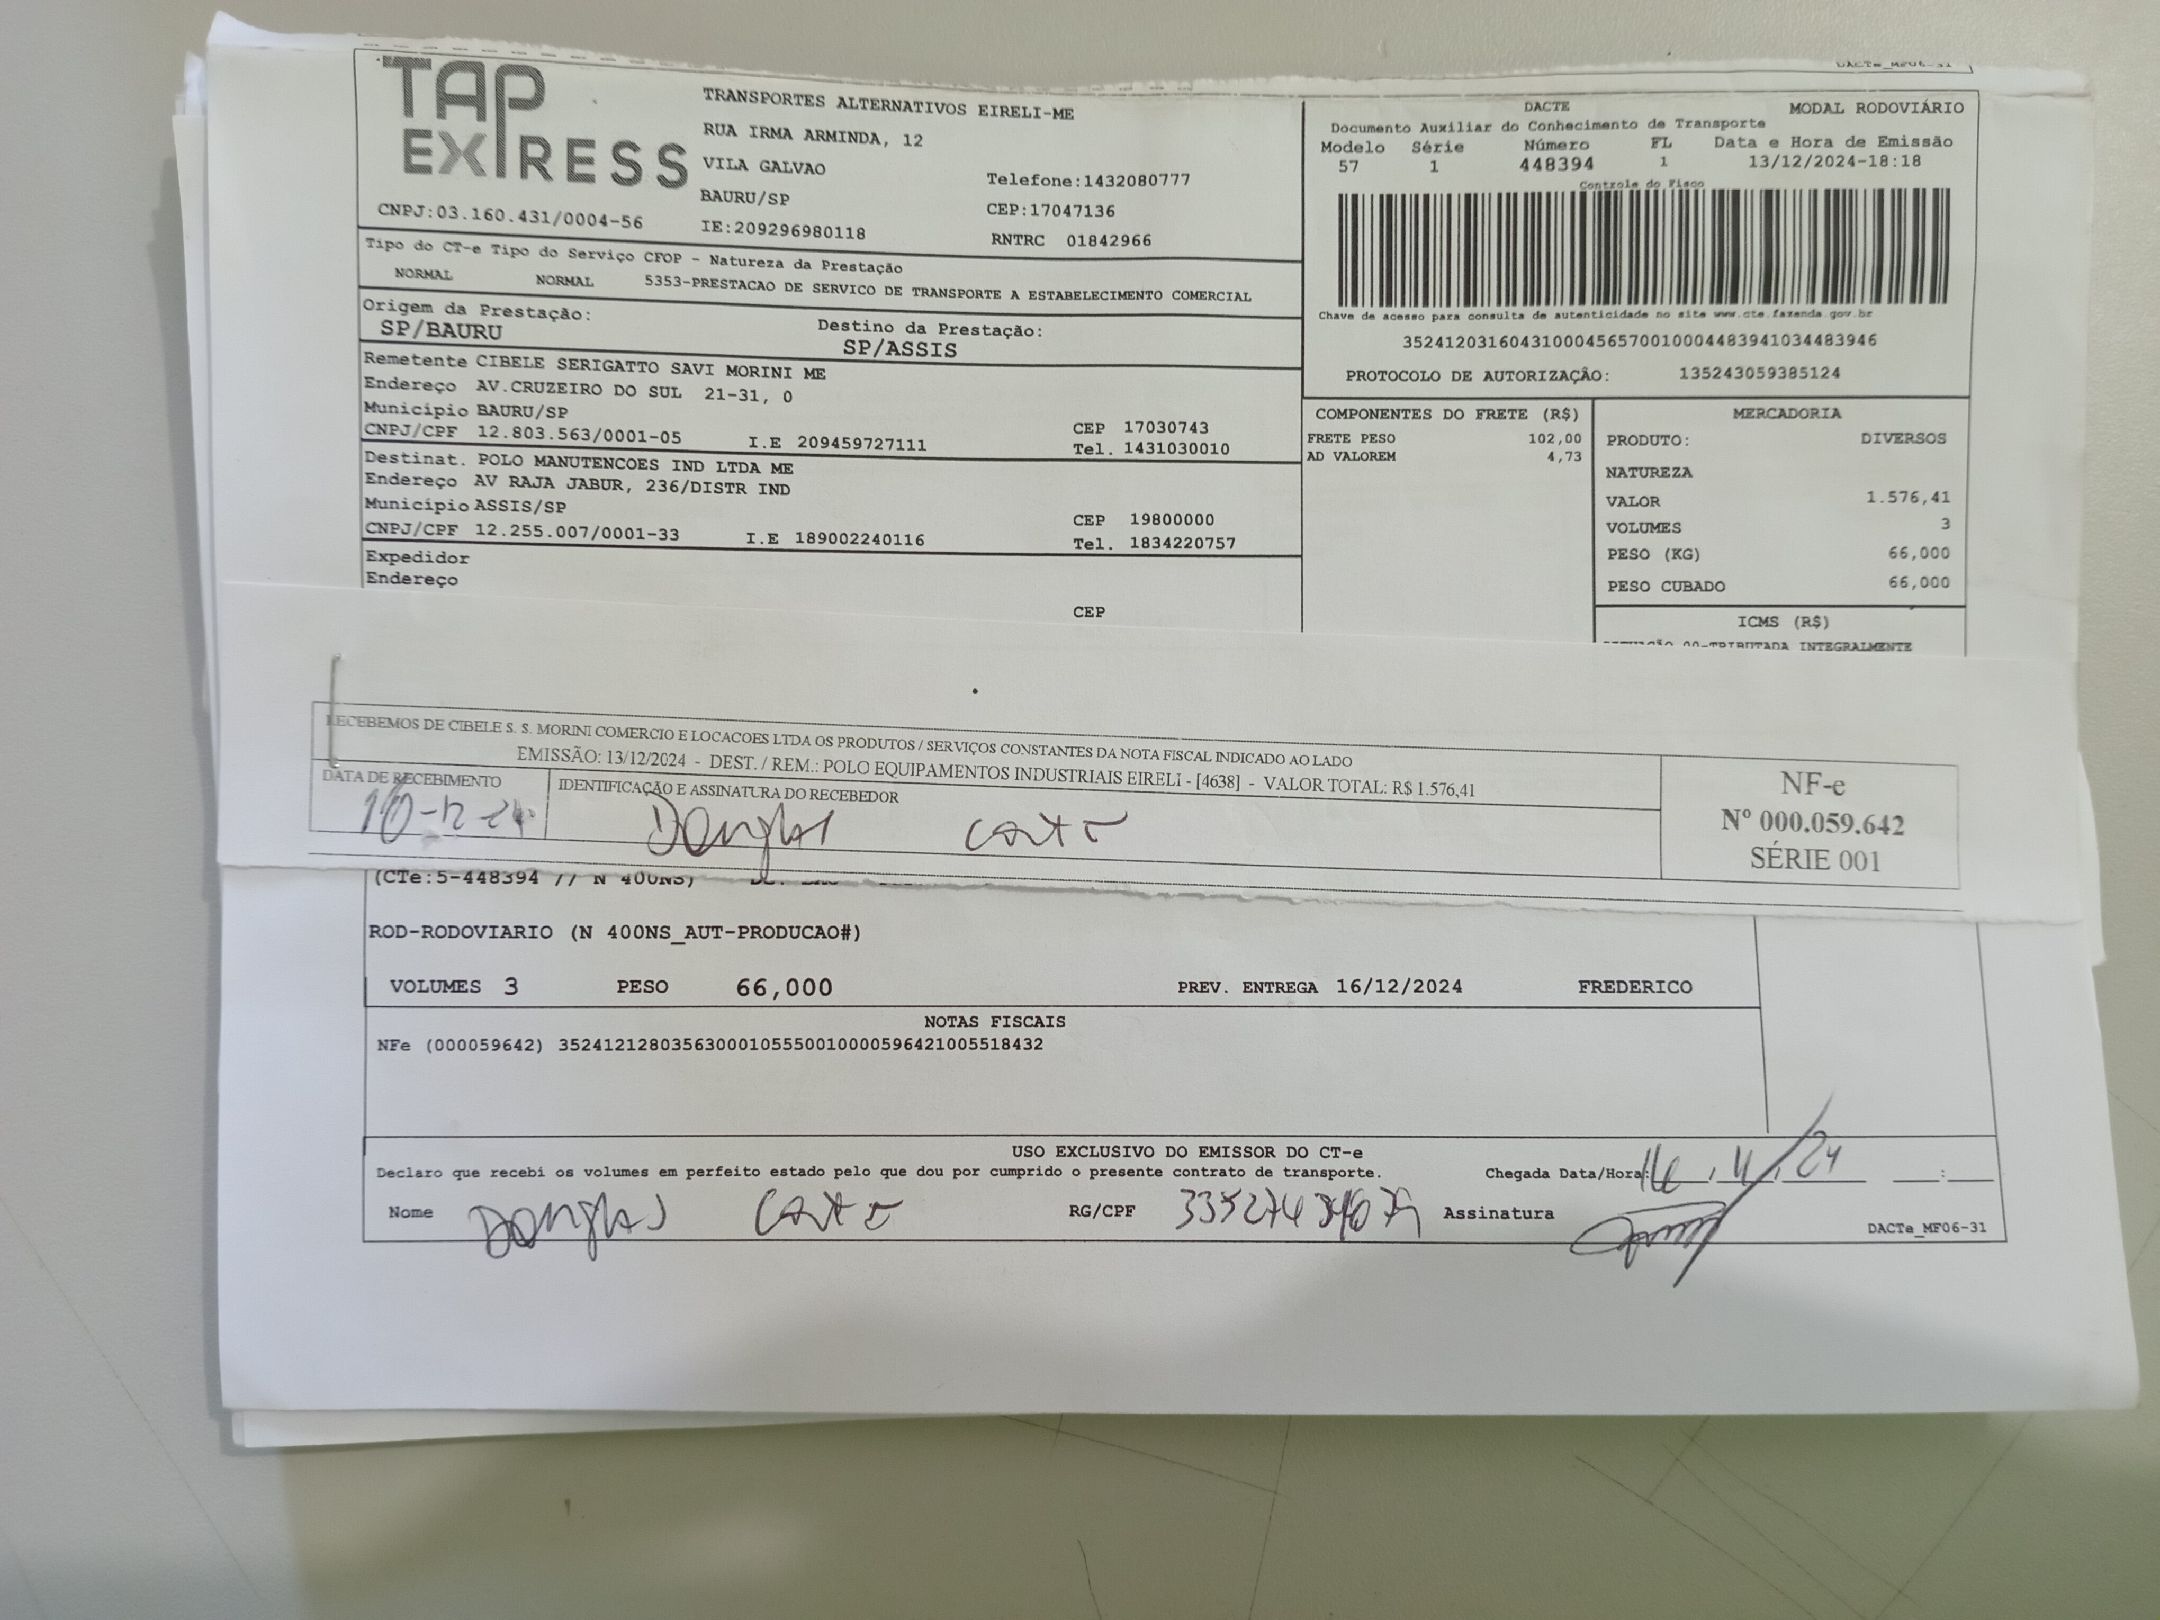 TAP EXPRESS
CNPJ:03.160.431/0004-56
TRANSPORTES ALTERNATIVOS EIRELI-ME
RUA IRMA ARMINDA, 12
VILA GALVAO
BAURU/SP
IE:209296980118
Telefone:1432080777
CEP:17047136
RNTRC 01842966
DACTE MODAL RODOVIÁRIO
Documento Auxiliar do Conhecimento de Transporte
Modelo Série Número FL Data e Hora de Emissão
57 1 448394 1 13/12/2024-18:18
Controle do Fisco
Chave de acesso para consulta de autenticidade no site www.cte.fazenda.gov.br
35241203160431000456570010004483941034483946
PROTOCOLO DE AUTORIZAÇÃO: 135243059385124
Tipo do CT-e Tipo do Serviço CFOP - Natureza da Prestação
NORMAL NORMAL 5353-PRESTACAO DE SERVICO DE TRANSPORTE A ESTABELECIMENTO COMERCIAL
Origem da Prestação: Destino da Prestação:
SP/BAURU SP/ASSIS
Remetente CIBELE SERIGATTO SAVI MORINI ME
Endereço AV.CRUZEIRO DO SUL 21-31, 0
Município BAURU/SP CEP 17030743
CNPJ/CPF 12.803.563/0001-05 I.E 209459727111 Tel. 1431030010
Destinat. POLO MANUTENCOES IND LTDA ME
Endereço AV RAJA JABUR, 236/DISTR IND
Município ASSIS/SP CEP 19800000
CNPJ/CPF 12.255.007/0001-33 I.E 189002240116 Tel. 1834220757
Expedidor
Endereço
CEP
COMPONENTES DO FRETE (R$)
FRETE PESO 102,00
AD VALOREM 4,73
MERCADORIA
PRODUTO: DIVERSOS
NATUREZA
VALOR 1.576,41
VOLUMES 3
PESO (KG) 66,000
PESO CUBADO 66,000
ICMS (R$)
00-TRIBUTADA INTEGRALMENTE
RECEBEMOS DE CIBELE S. S. MORINI COMERCIO E LOCACOES LTDA OS PRODUTOS / SERVIÇOS CONSTANTES DA NOTA FISCAL INDICADO AO LADO
EMISSÃO: 13/12/2024 - DEST. / REM.: POLO EQUIPAMENTOS INDUSTRIAIS EIRELI - [4638] - VALOR TOTAL: R$ 1.576,41
DATA DE RECEBIMENTO IDENTIFICAÇÃO E ASSINATURA DO RECEBEDOR
Douglas
NF-e
Nº 000.059.642
SÉRIE 001
(CTe:5-448394 // N 400NS)
ROD-RODOVIARIO (N 400NS_AUT-PRODUCAO#)
VOLUMES 3 PESO 66,000 PREV. ENTREGA 16/12/2024 FREDERICO
NOTAS FISCAIS
NFe (000059642) 35241212803563000105550010000596421005518432
USO EXCLUSIVO DO EMISSOR DO CT-e
Declaro que recebi os volumes em perfeito estado pelo que dou por cumprido o presente contrato de transporte. Chegada Data/Hora:
Nome Douglas RG/CPF Assinatura
DACTe_MF06-31